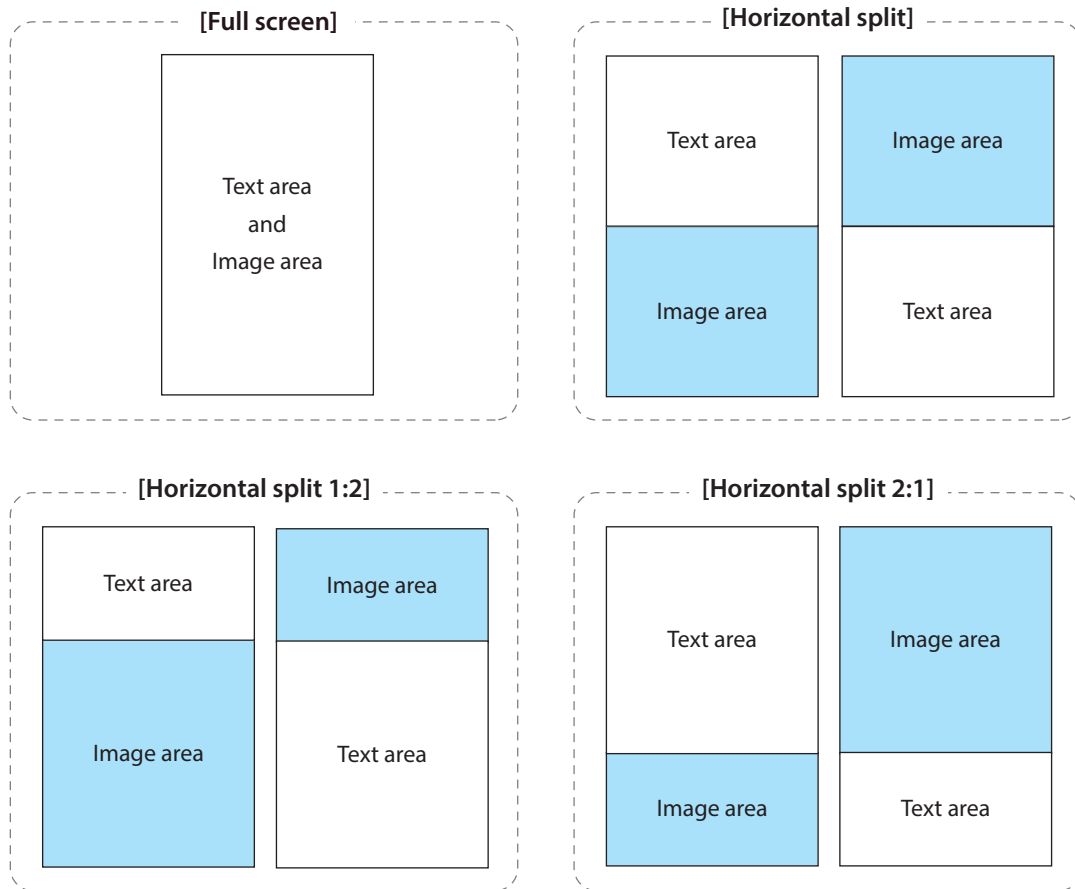 [Full screen]
Text area
and
Image area
[Horizontal split]
Text area
Image area
Image area
Text area
[Horizontal split 1:2]
Text area
Image area
Image area
Text area
[Horizontal split 2:1]
Text area
Image area
Image area
Text area